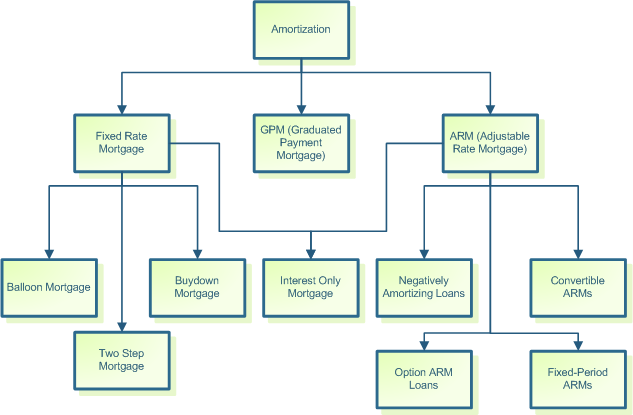 Amortization
Fixed Rate
Mortgage
GPM (Graduated
Payment
Mortgage)
ARM (Adjustable
Rate Mortgage)
Balloon Mortgage
Buydown
Mortgage
Interest Only
Mortgage
Negatively
Amortizing Loans
Convertible
ARMs
Two Step
Mortgage
Option ARM
Loans
Fixed-Period
ARMs